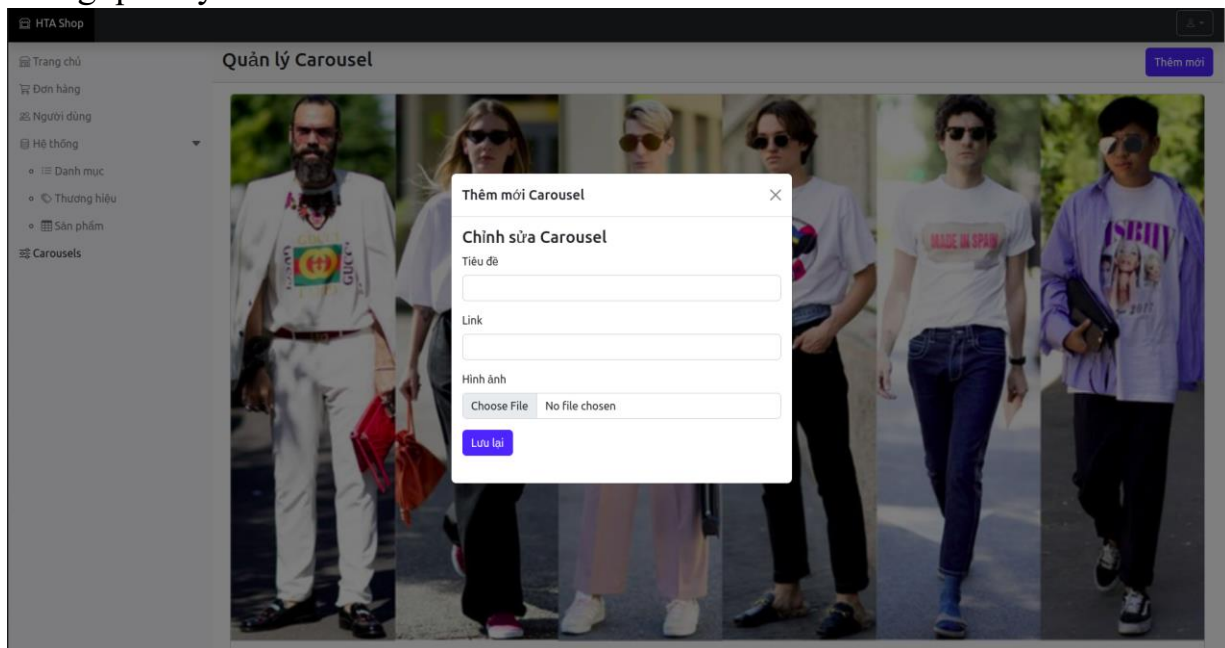 HTA Shop
Trang chủ
Quản lý Carousel
Thêm mới
Đơn hàng
Người dùng
Hệ thống
Danh mục
Thương hiệu
Sản phẩm
Carousels
Thêm mới Carousel
Chỉnh sửa Carousel
Tiêu đề
Link
Hình ảnh
Choose File No file chosen
Lưu lại
GUCCI
GUCCI
MADE IN SPAIN
2017